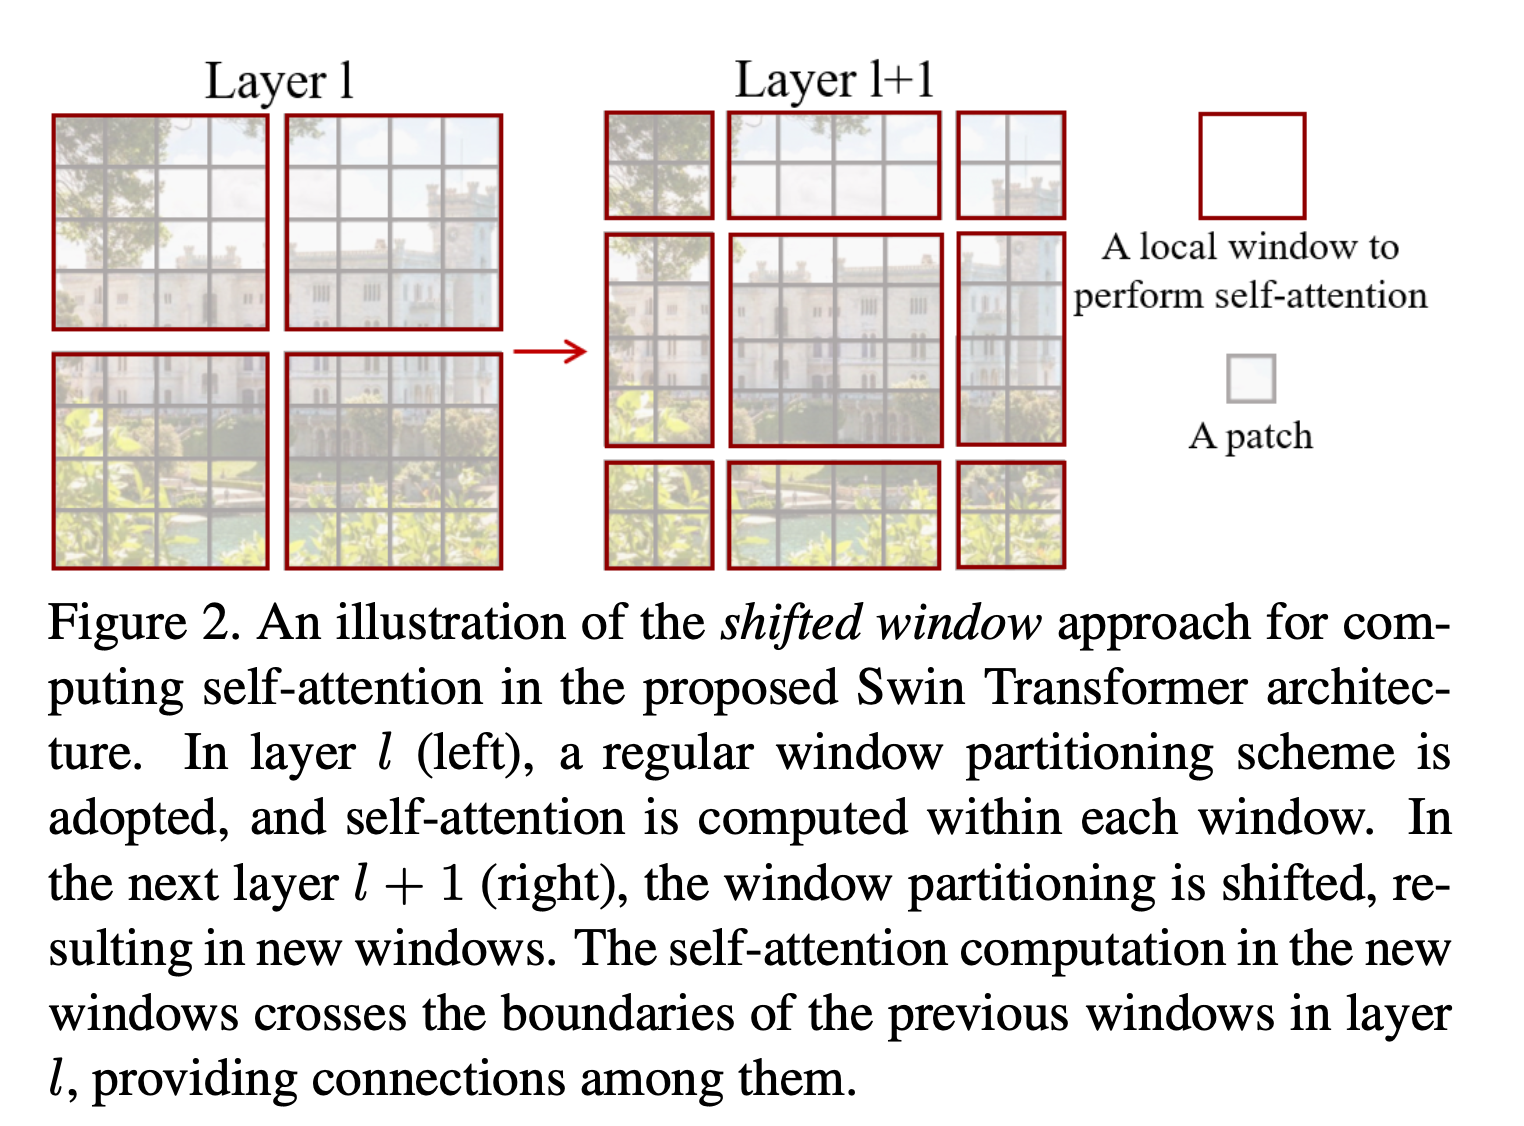 Layer l
Layer l+1
A local window to
perform self-attention
A patch
Figure 2. An illustration of the shifted window approach for com-
puting self-attention in the proposed Swin Transformer architec-
ture. In layer l (left), a regular window partitioning scheme is
adopted, and self-attention is computed within each window. In
the next layer l + 1 (right), the window partitioning is shifted, re-
sulting in new windows. The self-attention computation in the new
windows crosses the boundaries of the previous windows in layer
l, providing connections among them.